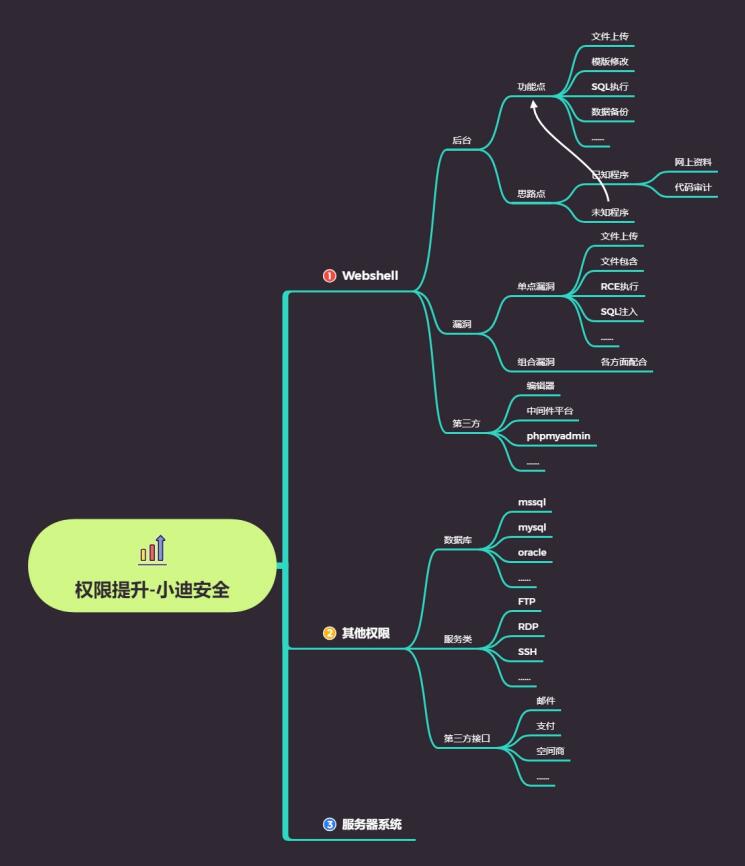 权限提升-小迪安全
1 Webshell
后台
功能点
文件上传
模版修改
SQL执行
数据备份
......
思路点
已知程序
网上资料
代码审计
未知程序
漏洞
单点漏洞
文件上传
文件包含
RCE执行
SQL注入
......
组合漏洞
各方面配合
第三方
编辑器
中间件平台
phpmyadmin
......
2 其他权限
数据库
mssql
mysql
oracle
......
服务类
FTP
RDP
SSH
......
第三方接口
邮件
支付
空间商
......
3 服务器系统